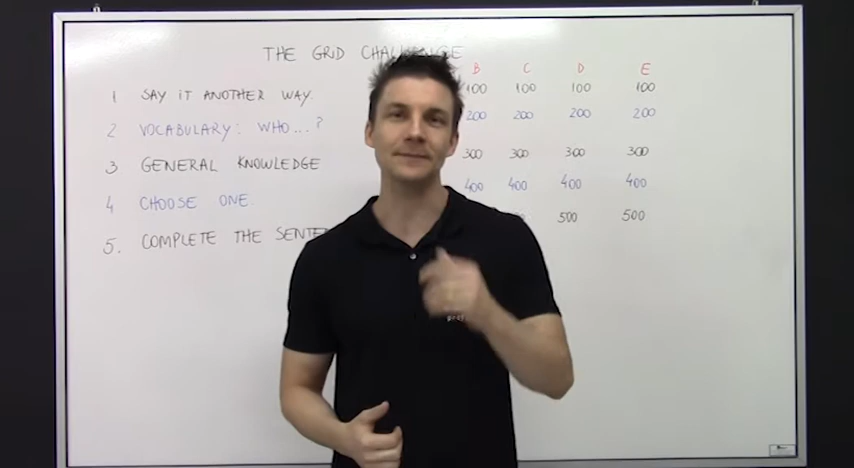 THE GRID CHALLENGE
B C D E
1 SAY IT ANOTHER WAY. 100 100 100 100
2 VOCABULARY: WHO...? 200 200 200 200
3 GENERAL KNOWLEDGE 300 300 300 300
4 CHOOSE ONE. 400 400 400 400
5. COMPLETE THE SENTE 500 500